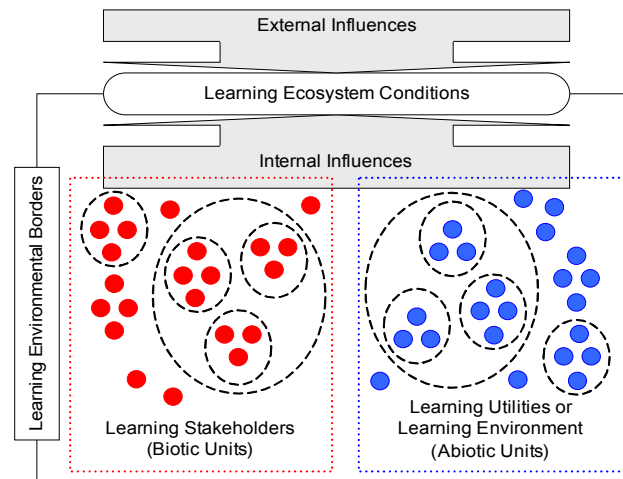 External Influences
Learning Ecosystem Conditions
Internal Influences
Learning Environmental Borders
Learning Stakeholders
(Biotic Units)
Learning Utilities or
Learning Environment
(Abiotic Units)